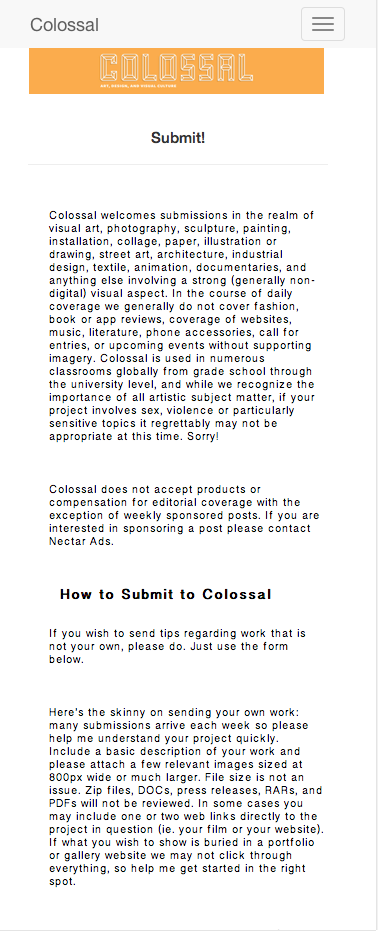 Colossal
COLOSSAL
ART, DESIGN, AND VISUAL CULTURE
Submit!
Colossal welcomes submissions in the realm of
visual art, photography, sculpture, painting,
installation, collage, paper, illustration or
drawing, street art, architecture, industrial
design, textile, animation, documentaries, and
anything else involving a strong (generally non-
digital) visual aspect. In the course of daily
coverage we generally do not cover fashion,
book or app reviews, coverage of websites,
music, literature, phone accessories, call for
entries, or upcoming events without supporting
imagery. Colossal is used in numerous
classrooms globally from grade school through
the university level, and while we recognize the
importance of all artistic subject matter, if your
project involves sex, violence or particularly
sensitive topics it regrettably may not be
appropriate at this time. Sorry!
Colossal does not accept products or
compensation for editorial coverage with the
exception of weekly sponsored posts. If you are
interested in sponsoring a post please contact
Nectar Ads.
How to Submit to Colossal
If you wish to send tips regarding work that is
not your own, please do. Just use the form
below.
Here's the skinny on sending your own work:
many submissions arrive each week so please
help me understand your project quickly.
Include a basic description of your work and
please attach a few relevant images sized at
800px wide or much larger. File size is not an
issue. Zip files, DOCs, press releases, RARs, and
PDFs will not be reviewed. In some cases you
may include one or two web links directly to the
project in question (ie. your film or your website).
If what you wish to show is buried in a portfolio
or gallery website we may not click through
everything, so help me get started in the right
spot.